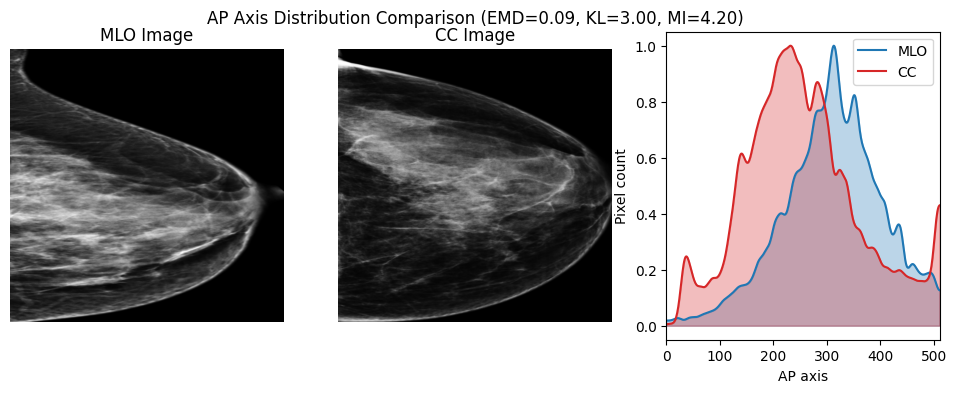 AP Axis Distribution Comparison (EMD=0.09, KL=3.00, MI=4.20)
MLO Image
CC Image
MLO
CC
Pixel count
1.0
0.8
0.6
0.4
0.2
0.0
0 100 200 300 400 500
AP axis